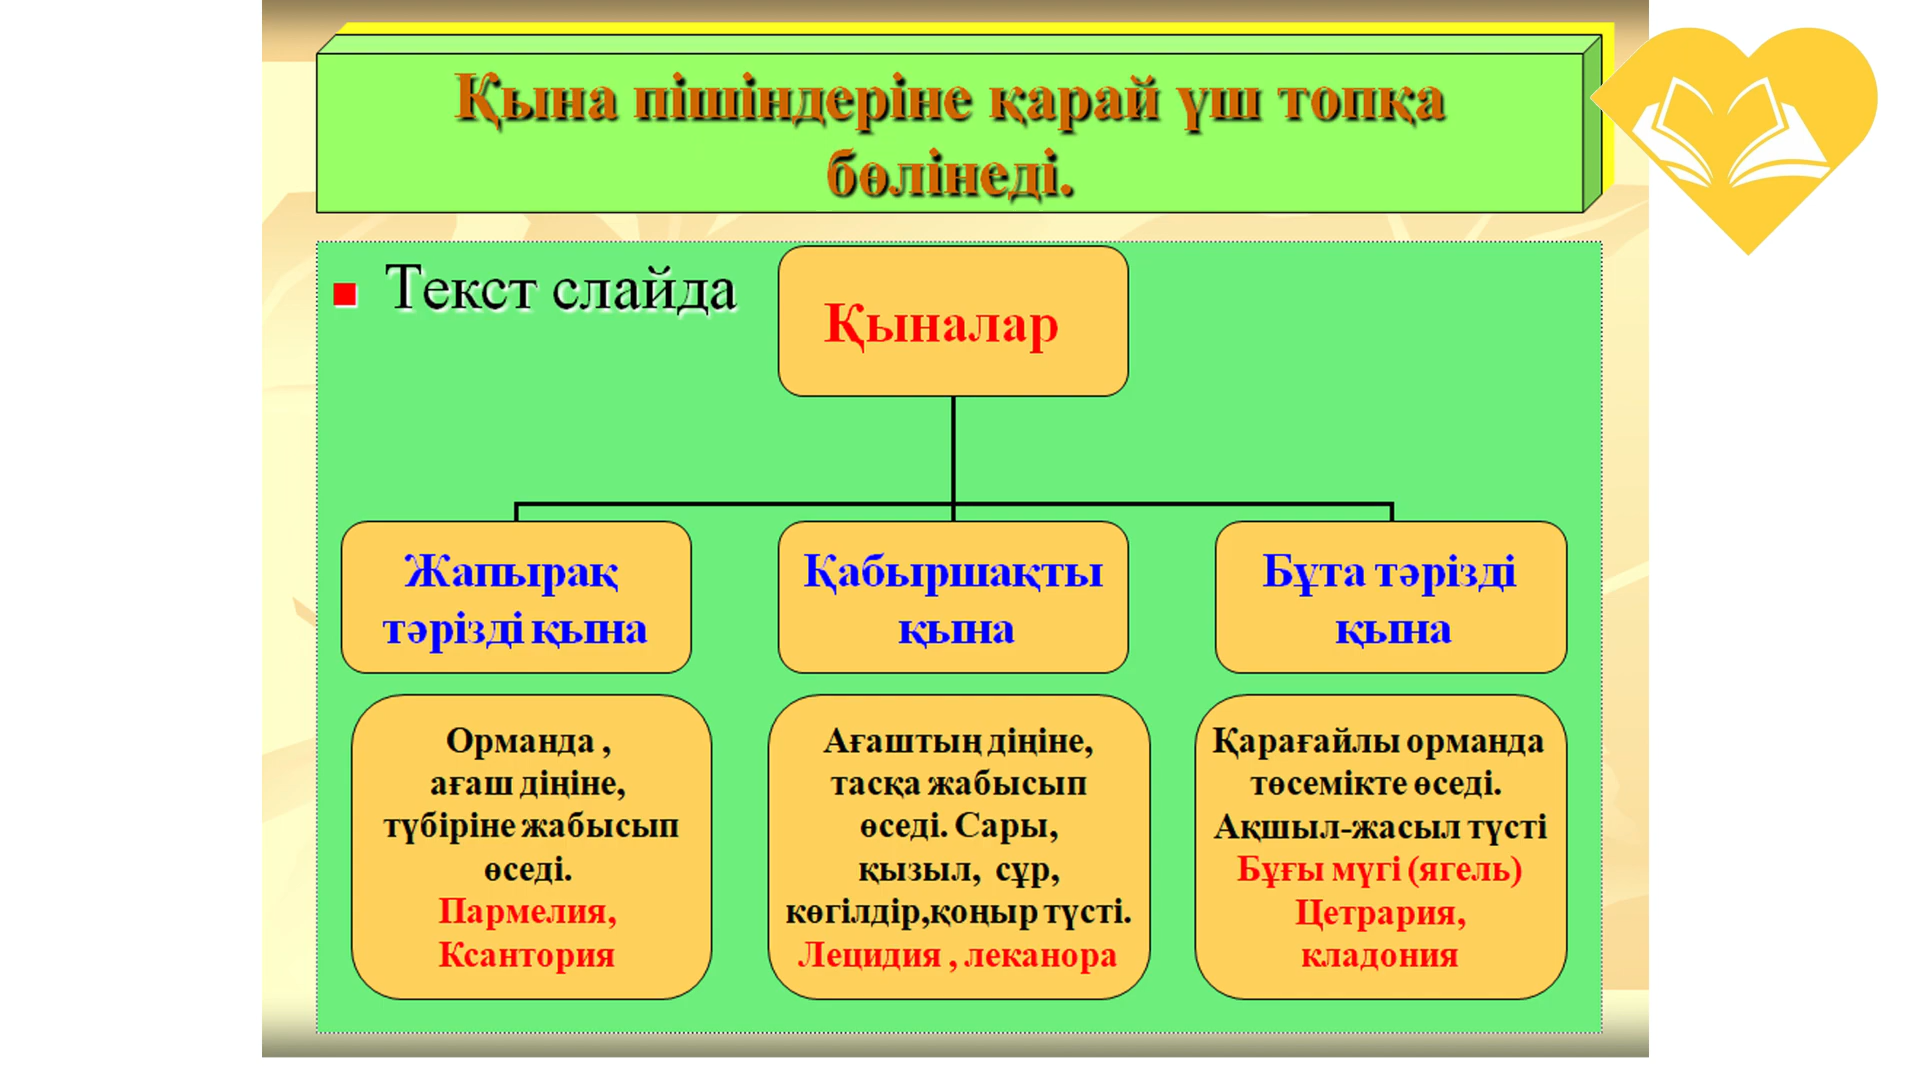 Қына пішіндеріне қарай үш топқа
бөлінеді.
Текст слайда
Қыналар
Жапырақ
тәрізді қына
Қабыршақты
қына
Бұта тәрізді
қына
Орманда ,
ағаш діңіне,
түбіріне жабысып
өседі.
Пармелия,
Ксантория
Ағаштың діңіне,
тасқа жабысып
өседі. Сары,
қызыл, сұр,
көгілдір,қоңыр түсті.
Лецидия , леканора
Қарағайлы орманда
төсемікте өседі.
Ақшыл-жасыл түсті
Бұғы мүгі (ягель)
Цетрария,
кладония